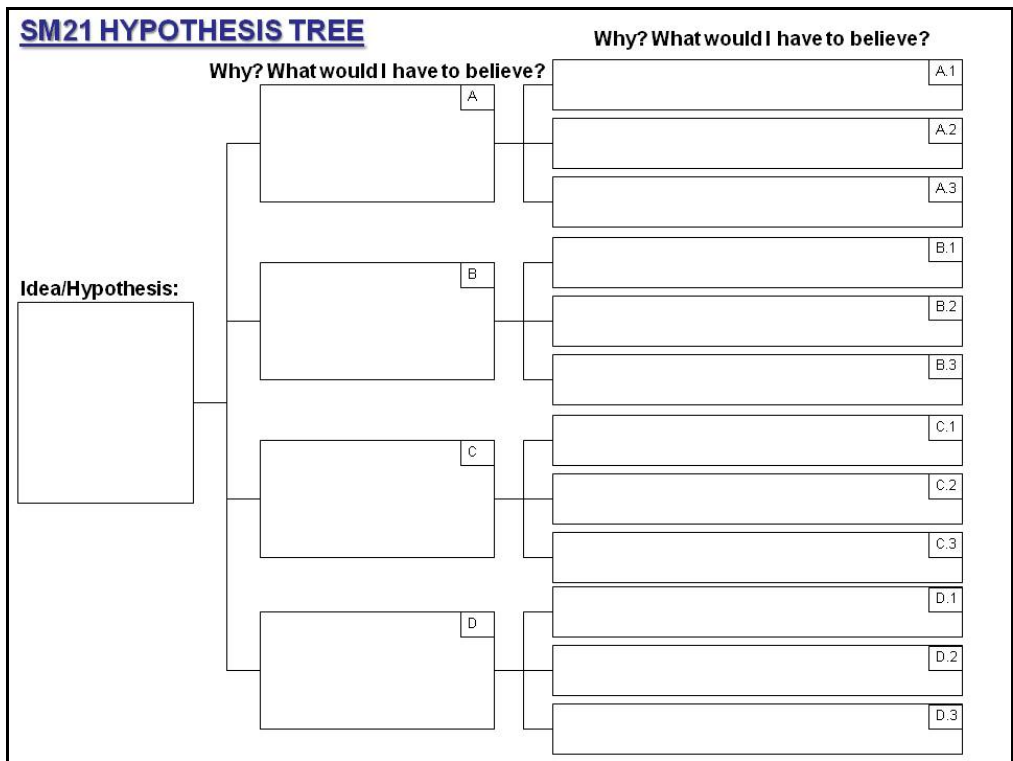 SM21 HYPOTHESIS TREE
Why? What would I have to believe?
Why? What would I have to believe?
A
A.1
A.2
A.3
B
B.1
B.2
B.3
Idea/Hypothesis:
C
C.1
C.2
C.3
D
D.1
D.2
D.3